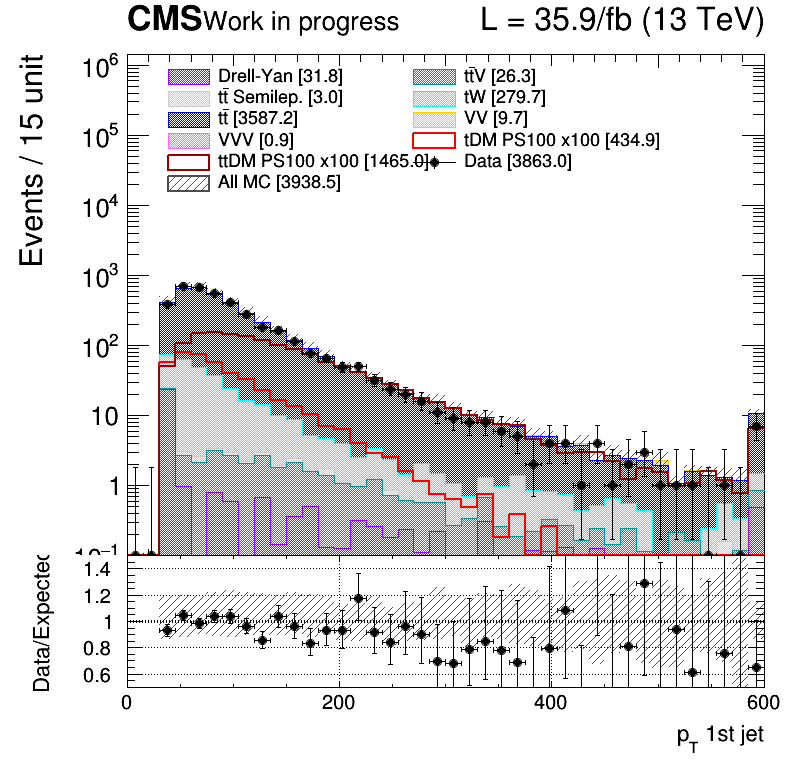 CMS Work in progress L = 35.9/fb (13 TeV)
Events / 15 unit
10⁶
10⁵
10⁴
10³
10²
10
1
10⁻¹
Drell-Yan [31.8]
tt̄V [26.3]
tt̄ Semilep. [3.0]
tW [279.7]
tt̄ [3587.2]
VV [9.7]
VVV [0.9]
tDM PS100 x100 [434.9]
ttDM PS100 x100 [1465.0]
Data [3863.0]
All MC [3938.5]
Data/Expected
1.4
1.2
1
0.8
0.6
0 200 400 600
p_T 1st jet